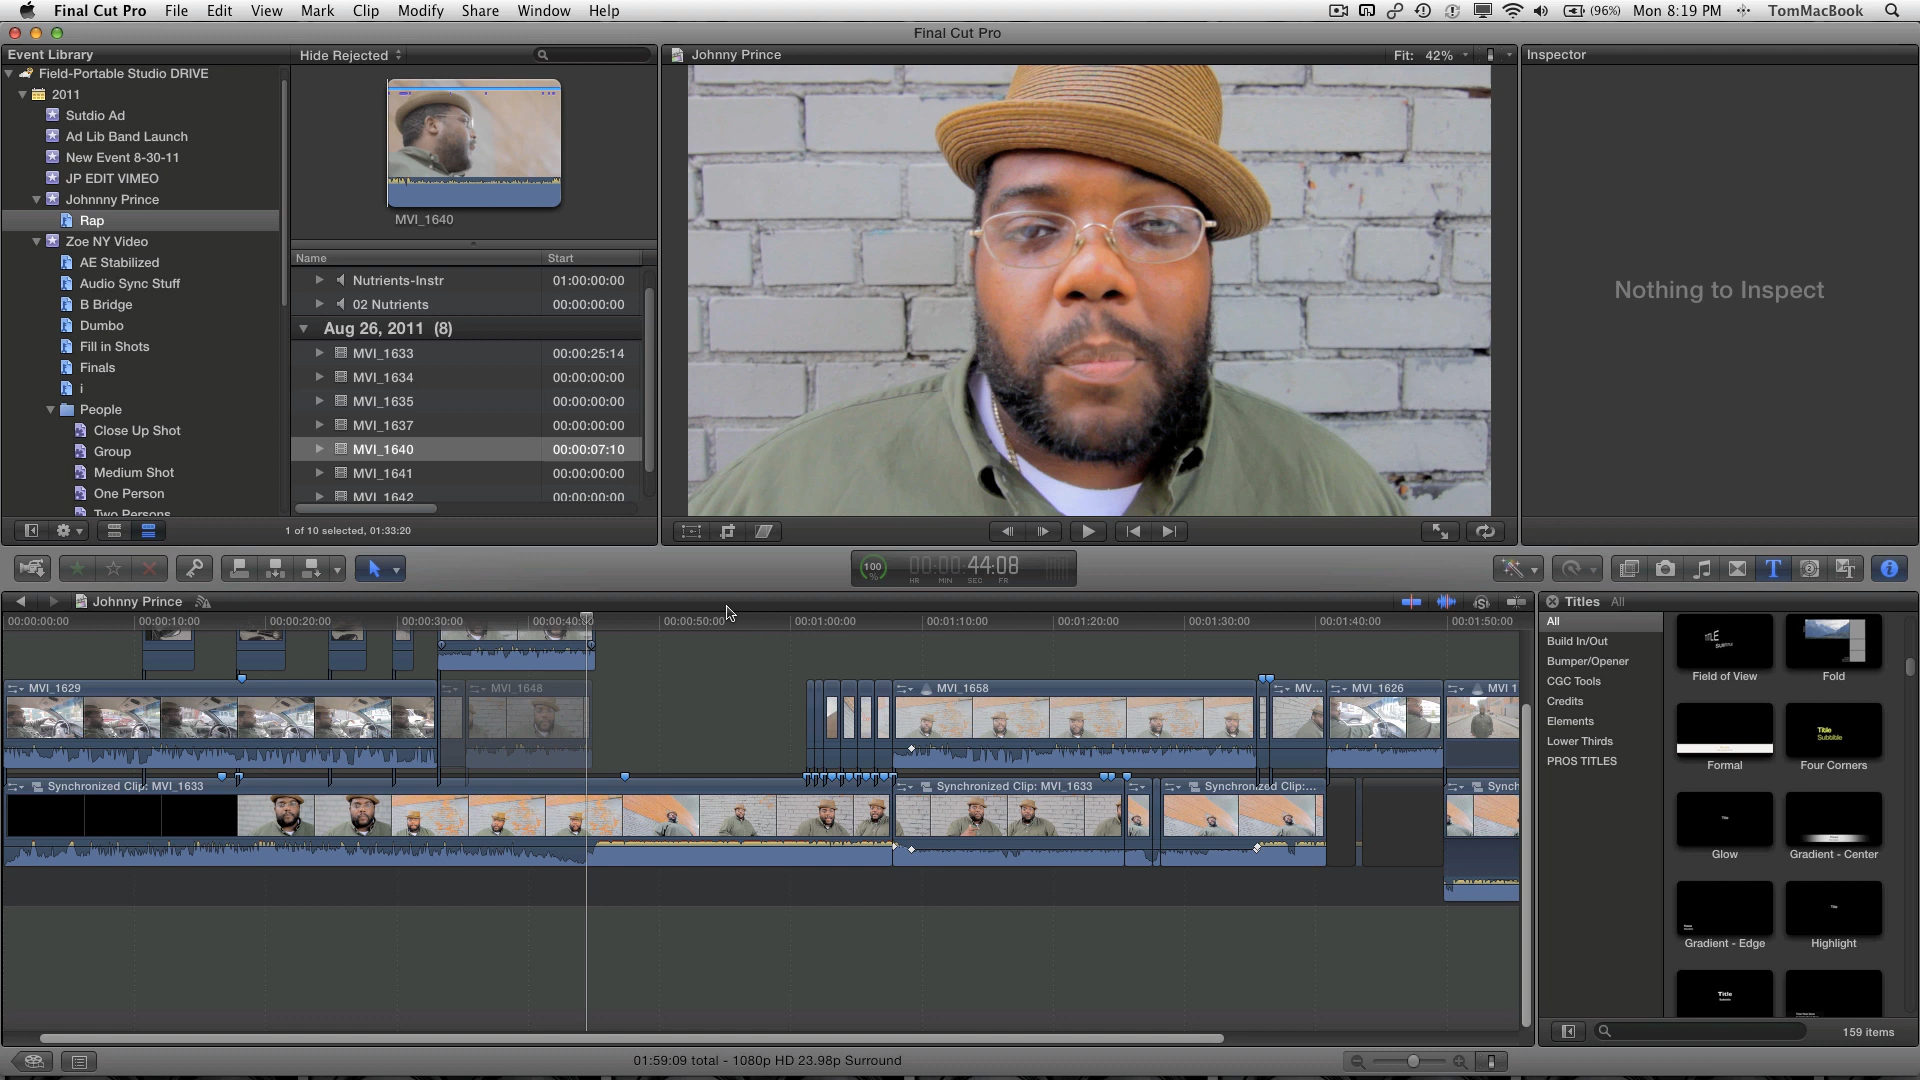 Final Cut Pro File Edit View Mark Clip Modify Share Window Help (96%) Mon 8:19 PM TomMacBook
Final Cut Pro
Event Library
Field-Portable Studio DRIVE
2011
Sutdio Ad
Ad Lib Band Launch
New Event 8-30-11
JP EDIT VIMEO
Johnnny Prince
Rap
Zoe NY Video
AE Stabilized
Audio Sync Stuff
B Bridge
Dumbo
Fill in Shots
Finals
i
People
Close Up Shot
Group
Medium Shot
One Person
Two Persons
Hide Rejected
MVI_1640
Name Start
Nutrients-Instr 01:00:00:00
02 Nutrients 00:00:00:00
Aug 26, 2011 (8)
MVI_1633 00:00:25:14
MVI_1634 00:00:00:00
MVI_1635 00:00:00:00
MVI_1637 00:00:00:00
MVI_1640 00:00:07:10
MVI_1641 00:00:00:00
MVI_1642 00:00:00:00
1 of 10 selected, 01:33:20
Johnny Prince Fit: 42%
Inspector
Nothing to Inspect
100 % 00:00:44:08
HR MIN SEC FR
Johnny Prince
00:00:00:00 00:00:10:00 00:00:20:00 00:00:30:00 00:00:40:00 00:00:50:00 00:01:00:00 00:01:10:00 00:01:20:00 00:01:30:00 00:01:40:00 00:01:50:00
MVI_1629 MVI_1648 MVI_1658 MV... MVI_1626 MVI 1
Synchronized Clip: MVI_1633 Synchronized Clip: MVI_1633 Synchronized Clip:... Synch
01:59:09 total - 1080p HD 23.98p Surround
Titles All
All
Build In/Out
Bumper/Opener
CGC Tools
Credits
Elements
Lower Thirds
PROS TITLES
Field of View Fold
Title
Subtitle
Formal Four Corners
Glow Gradient - Center
Gradient - Edge Highlight
Title
159 items